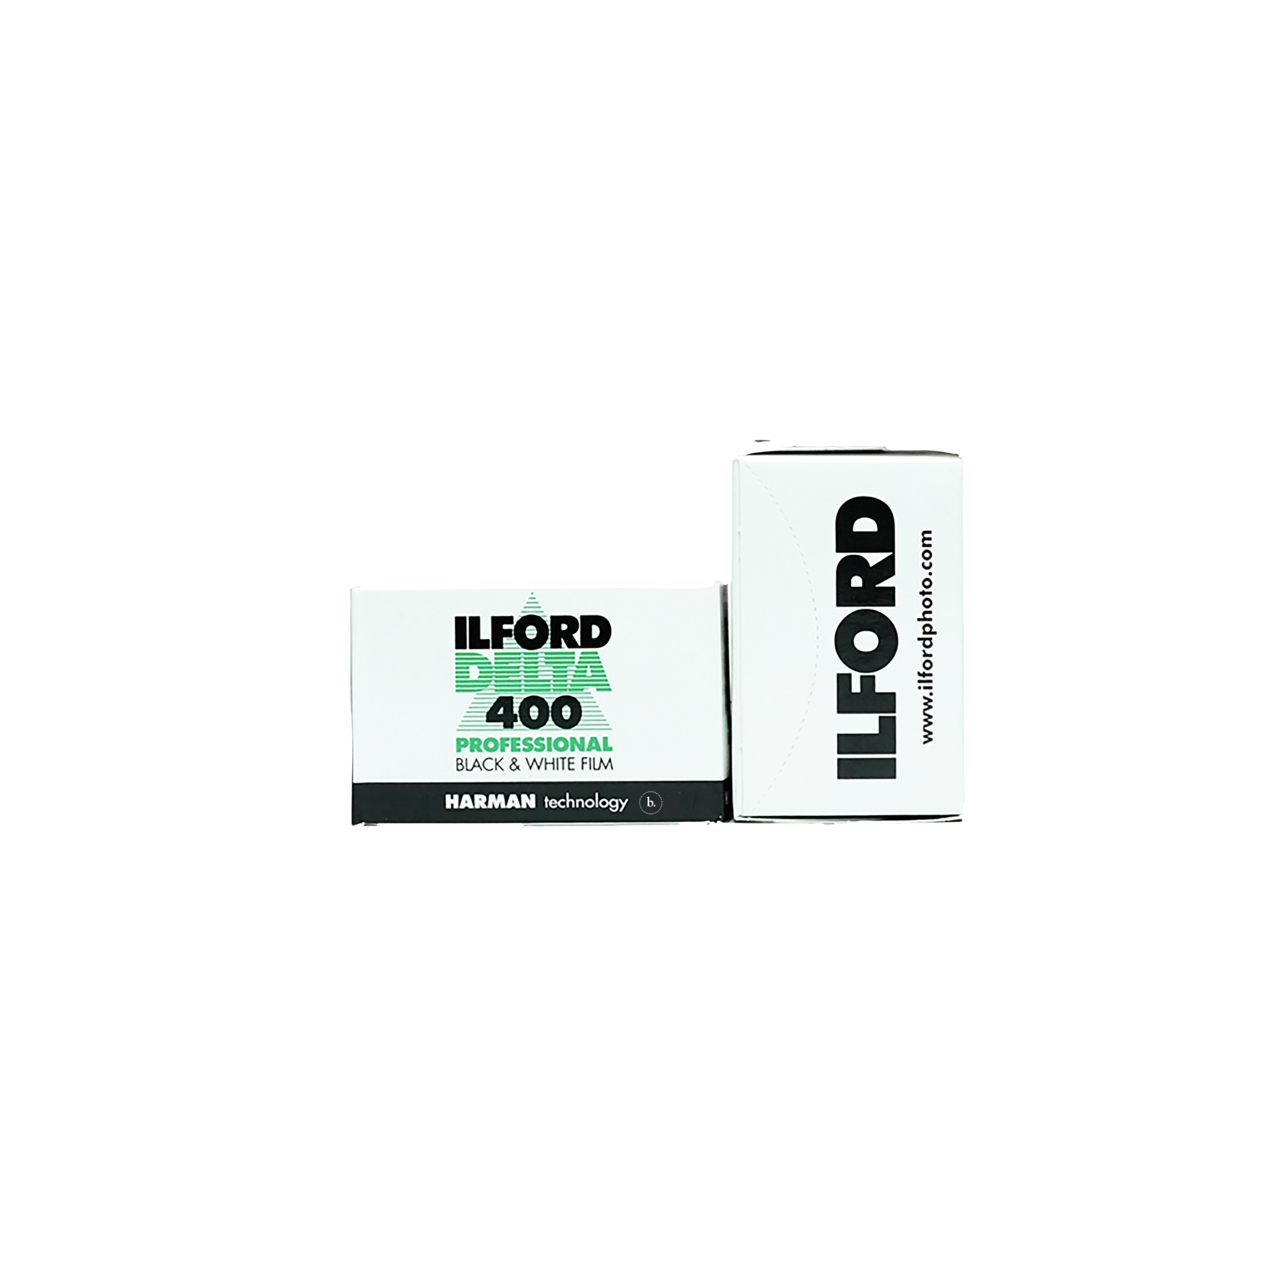 ILFORD
DELTA
400
PROFESSIONAL
BLACK & WHITE FILM
HARMAN technology b.
ILFORD
www.ilfordphoto.com